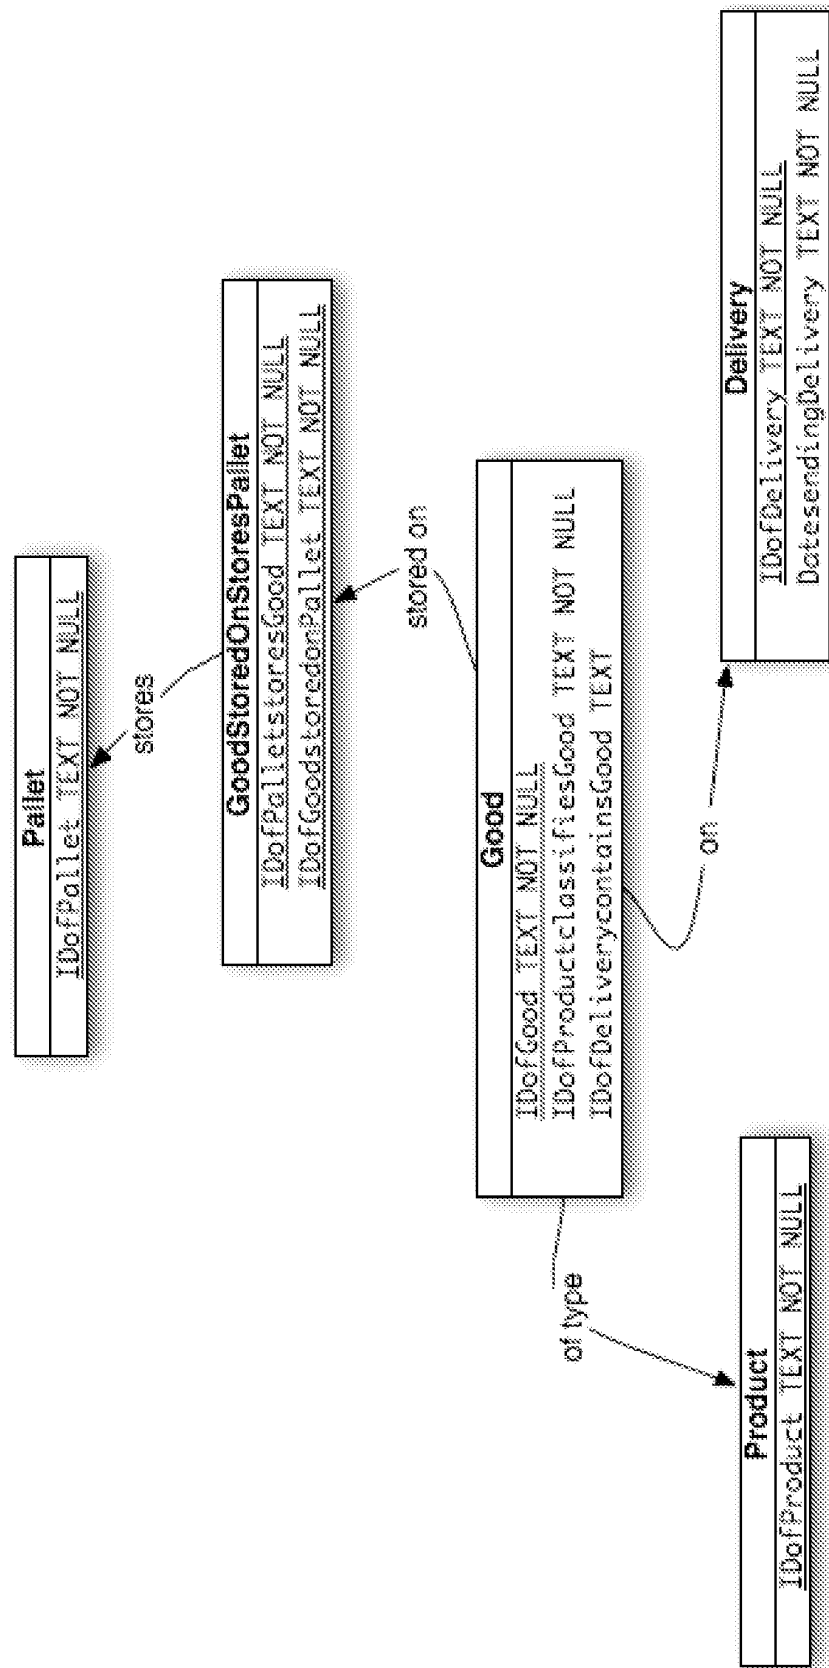 Pallet
IDofPallet TEXT NOT NULL
stores
GoodStoredOnStoresPallet
IDofPalletstoresGood TEXT NOT NULL
IDofGoodstoredonPallet TEXT NOT NULL
stored on
Good
IDofGood TEXT NOT NULL
IDofProductclassifiesGood TEXT NOT NULL
IDofDeliverycontainsGood TEXT
of type
on
Product
IDofProduct TEXT NOT NULL
Delivery
IDofDelivery TEXT NOT NULL
DatesendingDelivery TEXT NOT NULL